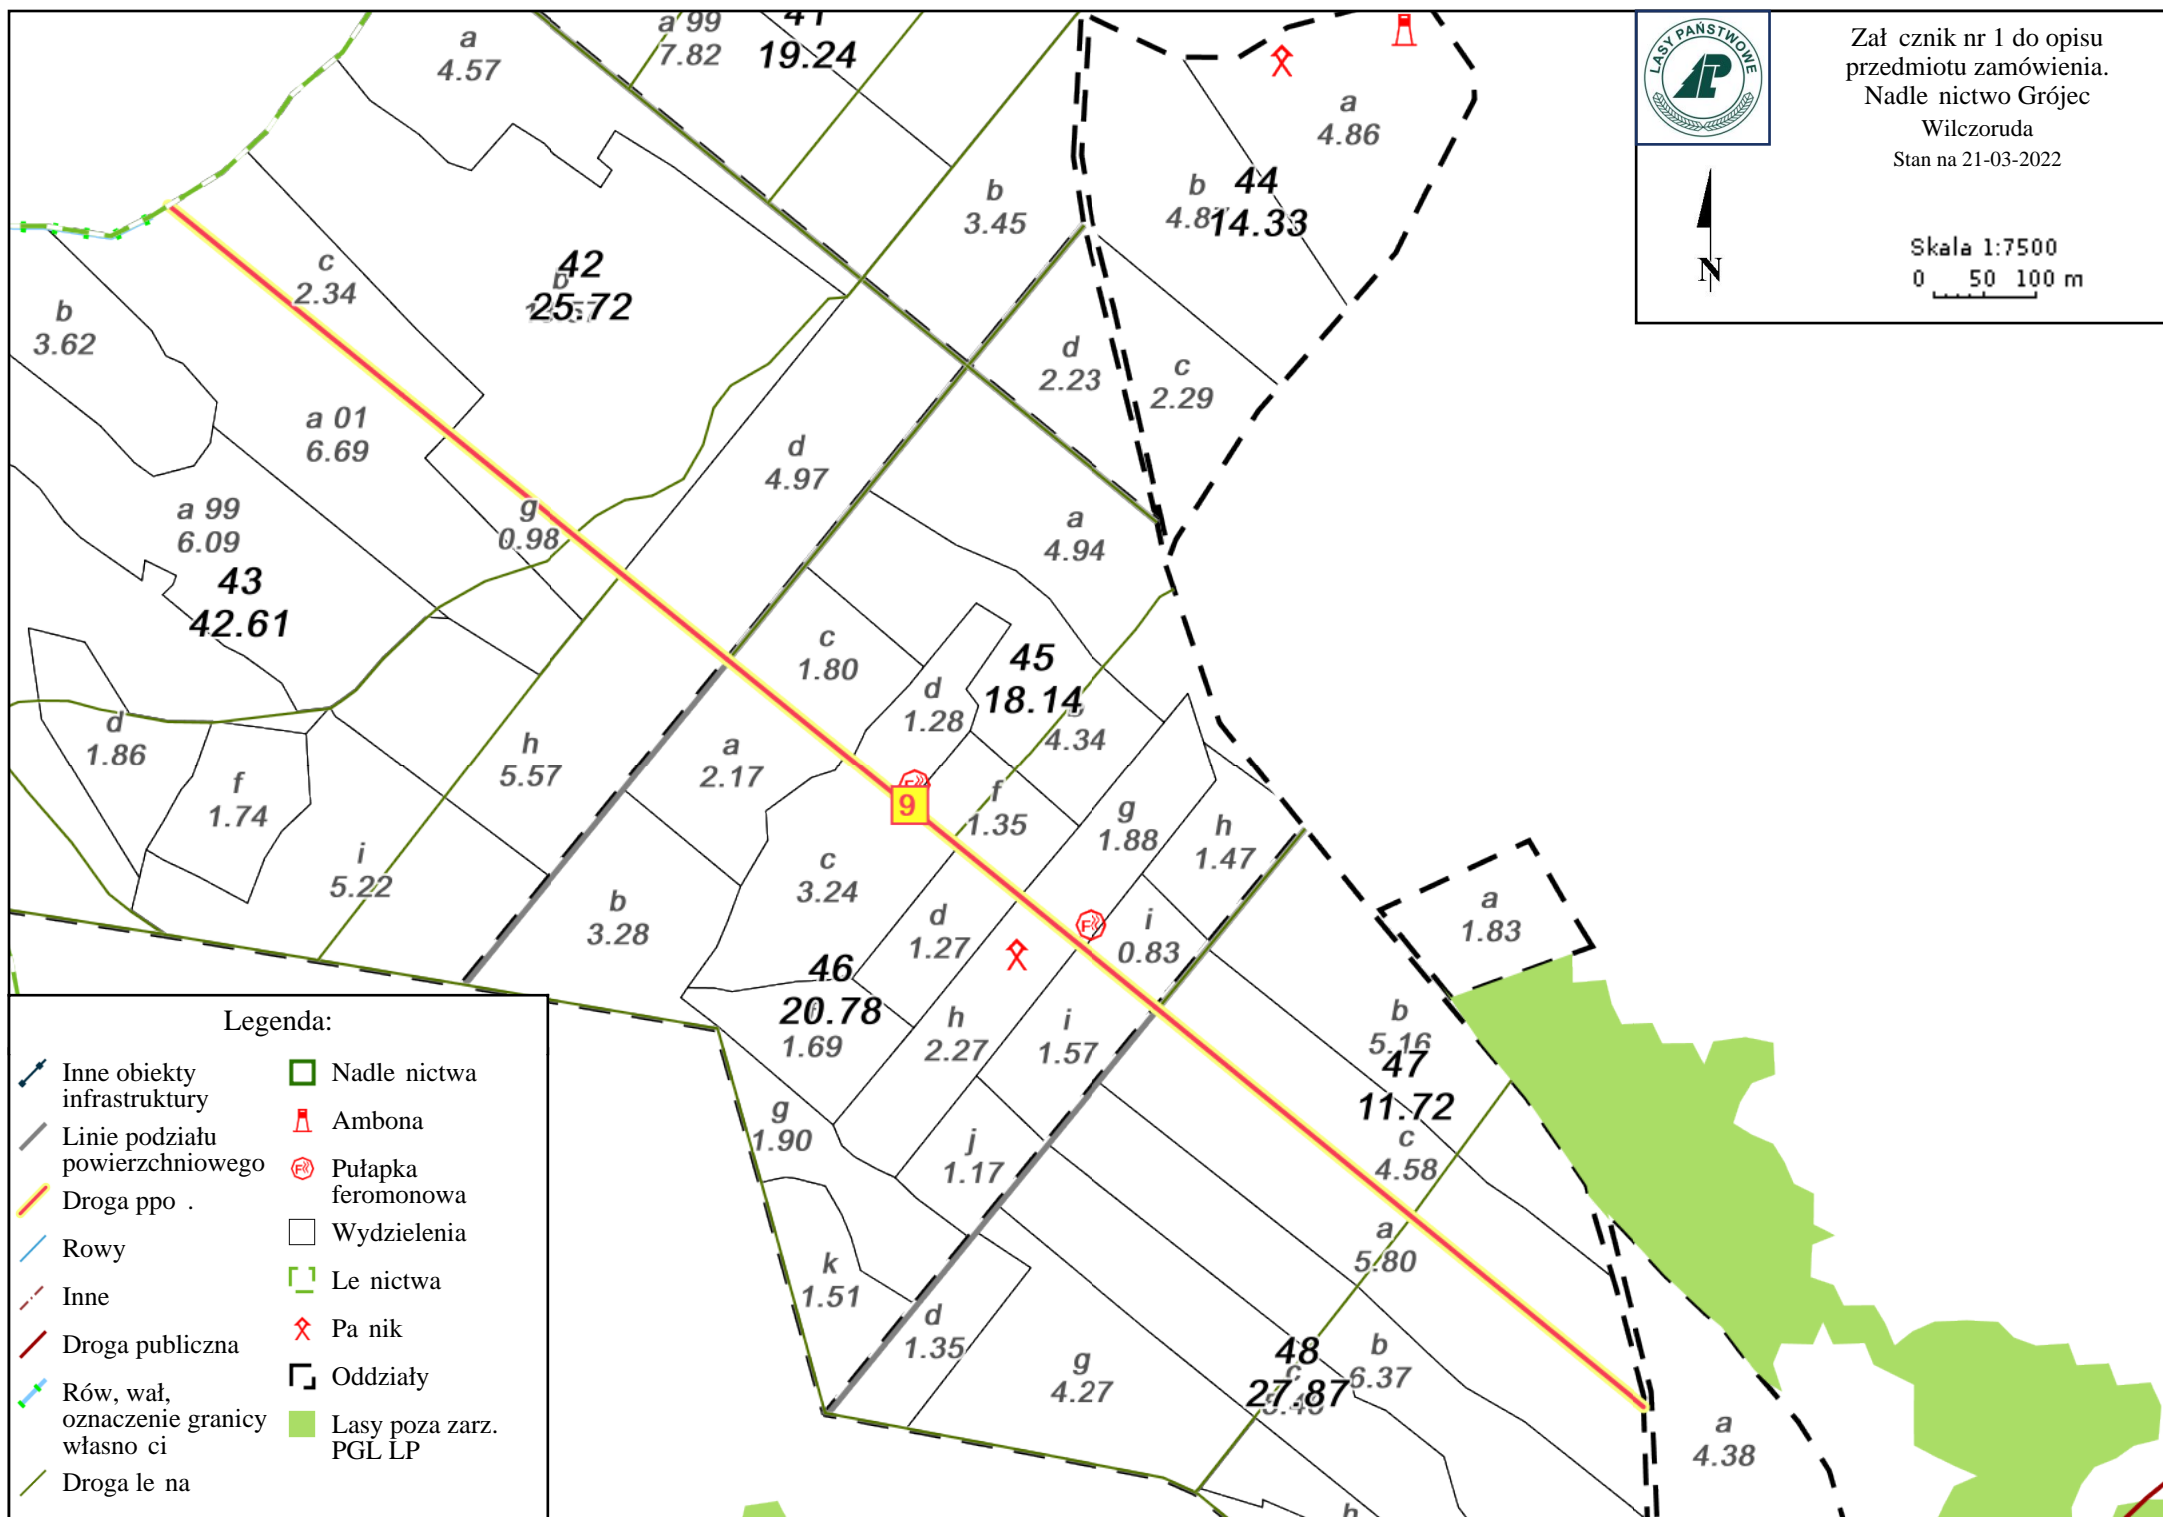 LASY PAŃSTWOWE
LP
Zał cznik nr 1 do opisu
przedmiotu zamówienia.
Nadle nictwo Grójec
Wilczoruda
Stan na 21-03-2022
N
Skala 1:7500
0 50 100 m
a
4.57
a 99
7.82
41
19.24
a
4.86
b
3.45
b
44
14.33
c
2.34
42
b
25.72
b
3.62
d
2.23
c
2.29
a 01
6.69
d
4.97
a 99
6.09
g
0.98
a
4.94
43
42.61
c
1.80
45
18.14
d
1.28
4.34
d
1.86
h
5.57
a
2.17
f
1.74
9
f
1.35
g
1.88
h
1.47
i
5.22
c
3.24
b
3.28
d
1.27
i
0.83
a
1.83
46
20.78
1.69
h
2.27
i
1.57
b
5.16
47
11.72
g
1.90
j
1.17
c
4.58
k
1.51
a
5.80
d
1.35
g
4.27
48
c
27.87
b
6.37
a
4.38
h
Legenda:
Inne obiekty
infrastruktury
Linie podziału
powierzchniowego
Droga ppo .
Rowy
Inne
Droga publiczna
Rów, wał,
oznaczenie granicy
własno ci
Droga le na
Nadle nictwa
Ambona
Pułapka
feromonowa
Wydzielenia
Le nictwa
Pa nik
Oddziały
Lasy poza zarz.
PGL LP